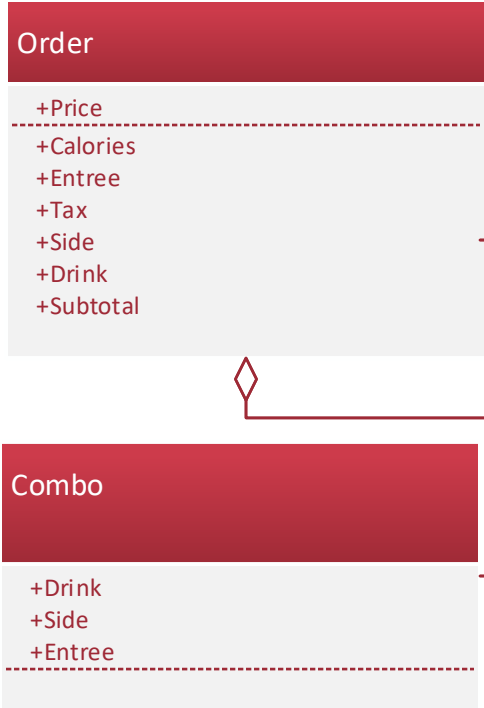 Order
+Price
+Calories
+Entree
+Tax
+Side
+Drink
+Subtotal
Combo
+Drink
+Side
+Entree